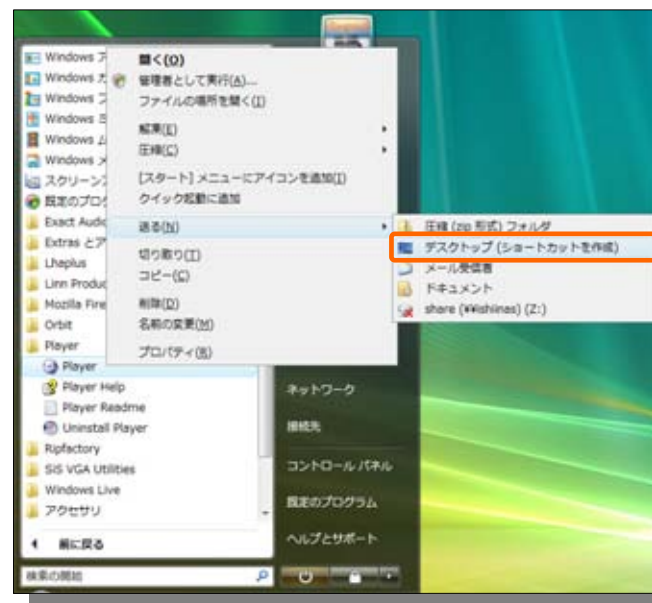 Windows
Windows
Windows
Windows
Windows
Windows
スクリーン
既定のプログ
Exact Audi
Extras とア
Lhaplus
Linn Produc
Mozilla Fire
Orbit
Player
Player
Player Help
Player Readme
Uninstall Player
Ripfactory
SiS VGA Utilities
Windows Live
アクセサリ
前に戻る
検索の開始
開く(O)
管理者として実行(A)...
ファイルの場所を開く(I)
解凍(E)
圧縮(C)
[スタート] メニューにアイコンを追加(I)
クイック起動に追加
送る(N)
切り取り(T)
コピー(C)
削除(D)
名前の変更(M)
プロパティ(R)
圧縮 (zip 形式) フォルダ
デスクトップ (ショートカットを作成)
メール受信者
ドキュメント
share (¥¥ishiinas) (Z:)
ネットワーク
接続先
コントロール パネル
既定のプログラム
ヘルプとサポート